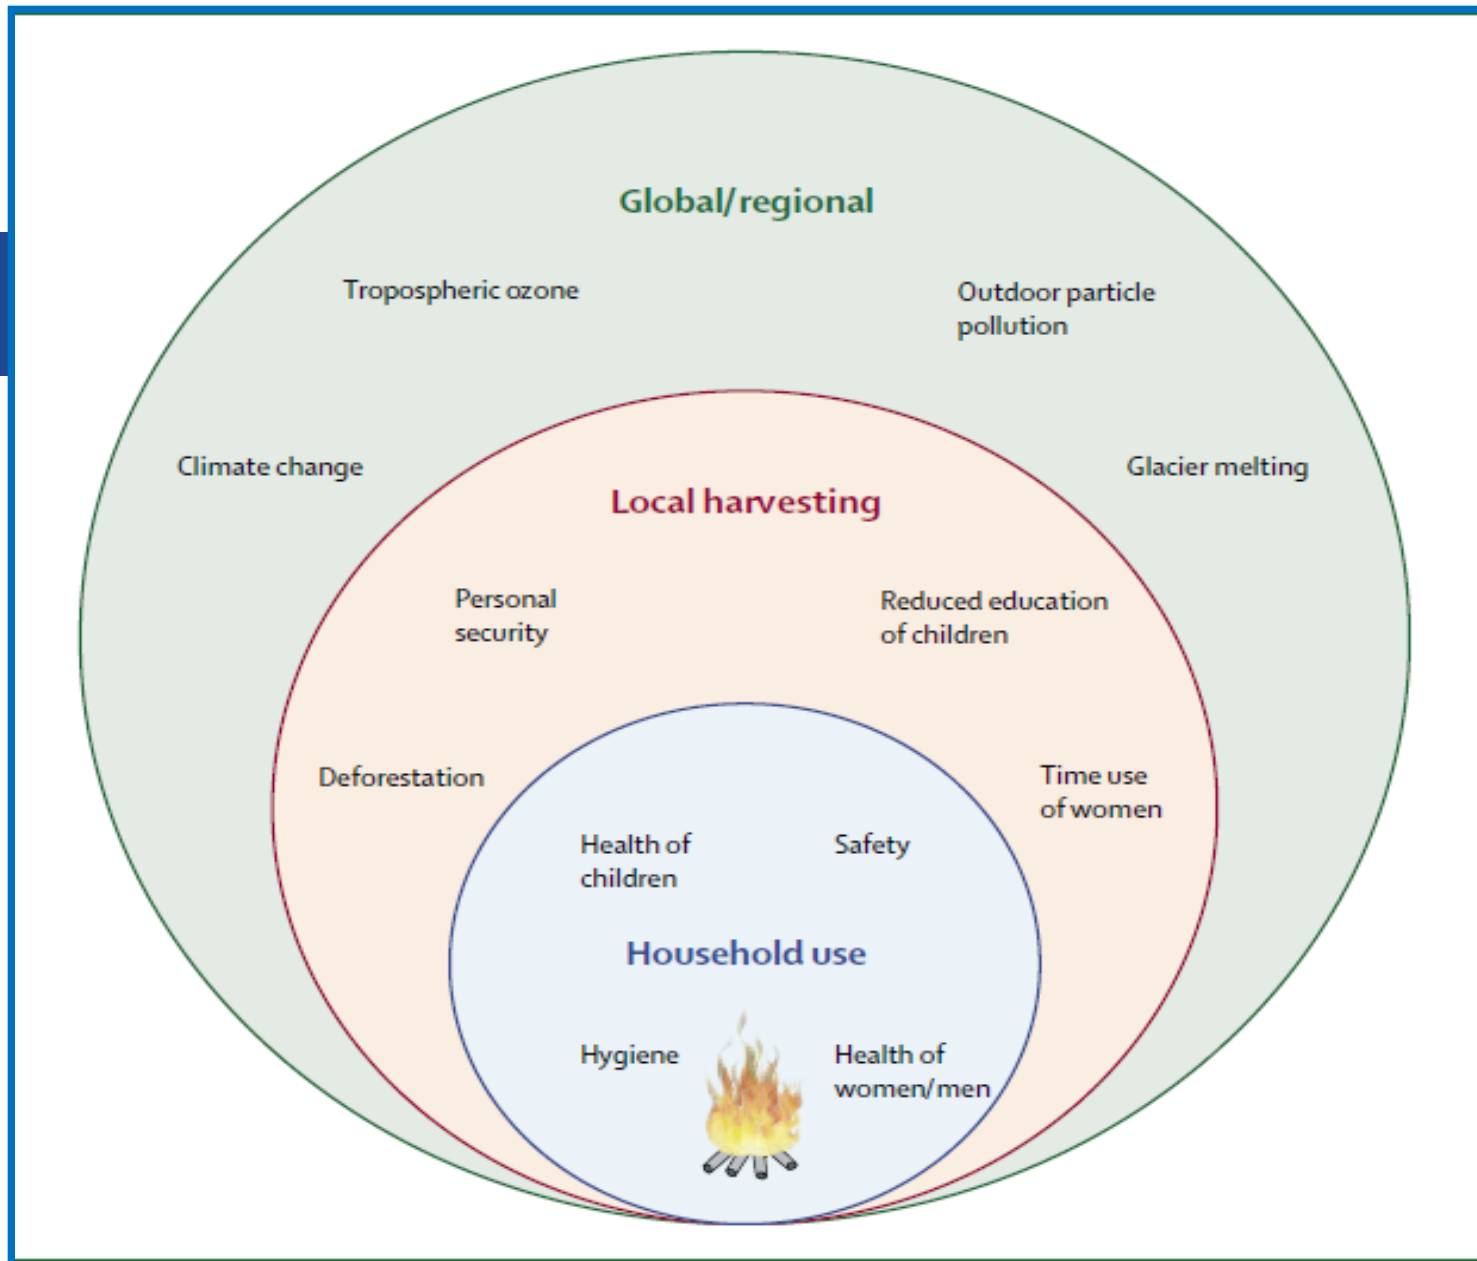 Global/regional
Tropospheric ozone
Outdoor particle
pollution
Climate change
Glacier melting
Local harvesting
Personal
security
Reduced education
of children
Deforestation
Time use
of women
Health of
children
Safety
Household use
Hygiene
Health of
women/men